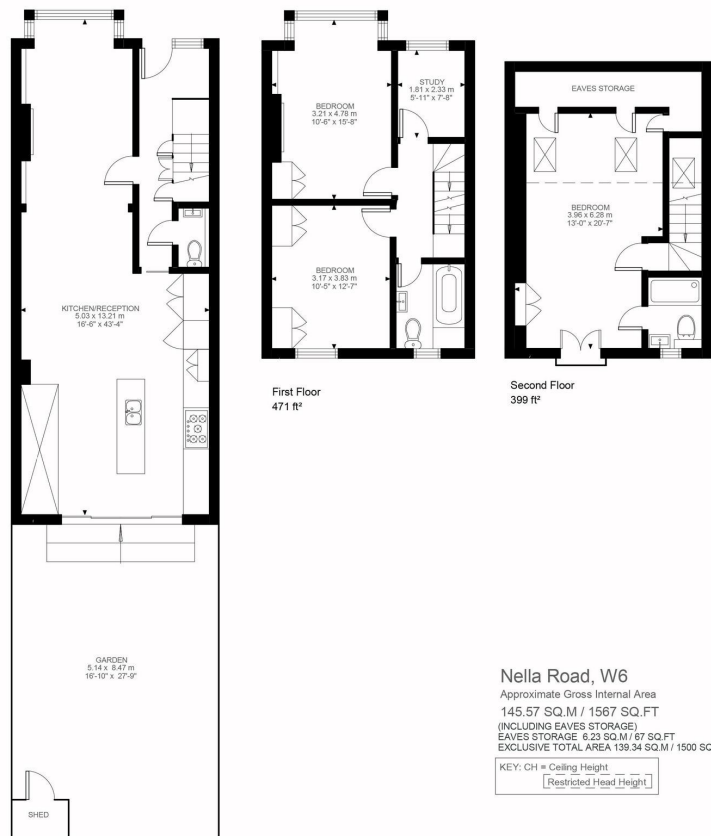 KITCHEN/RECEPTION
5.03 x 13.21 m
16'-6" x 43'-4"
GARDEN
5.14 x 8.47 m
16'-10" x 27'-9"
SHED
BEDROOM
3.21 x 4.78 m
10'-6" x 15'-8"
STUDY
1.81 x 2.33 m
5'-11" x 7'-8"
BEDROOM
3.17 x 3.83 m
10'-5" x 12'-7"
First Floor
471 ft²
EAVES STORAGE
BEDROOM
3.96 x 6.28 m
13'-0" x 20'-7"
Second Floor
399 ft²
Nella Road, W6
Approximate Gross Internal Area
145.57 SQ.M / 1567 SQ.FT
(INCLUDING EAVES STORAGE)
EAVES STORAGE 6.23 SQ.M / 67 SQ.FT
EXCLUSIVE TOTAL AREA 139.34 SQ.M / 1500 SQ
KEY: CH = Ceiling Height
Restricted Head Height